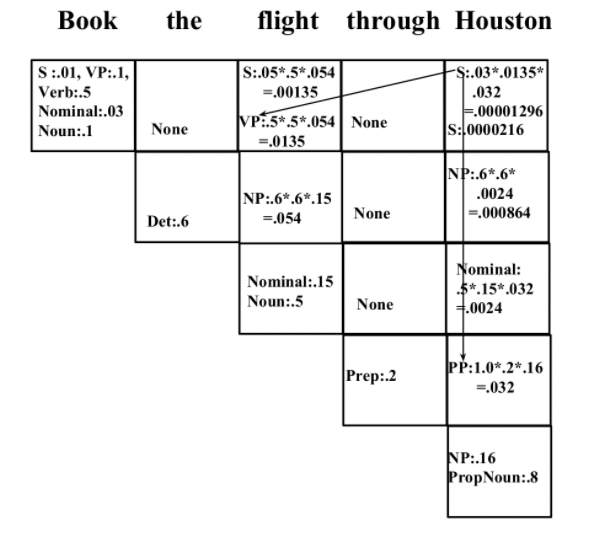 Book the flight through Houston
S :.01, VP:.1,
Verb:.5
Nominal:.03
Noun:.1
None
S:.05*.5*.054
=.00135
VP:.5*.5*.054
=.0135
None
S:.03*.0135*
.032
=.00001296
S:.0000216
Det:.6
NP:.6*.6*.15
=.054
None
NP:.6*.6*
.0024
=.000864
Nominal:.15
Noun:.5
None
Nominal:
.5*.15*.032
=.0024
Prep:.2
PP:1.0*.2*.16
=.032
NP:.16
PropNoun:.8